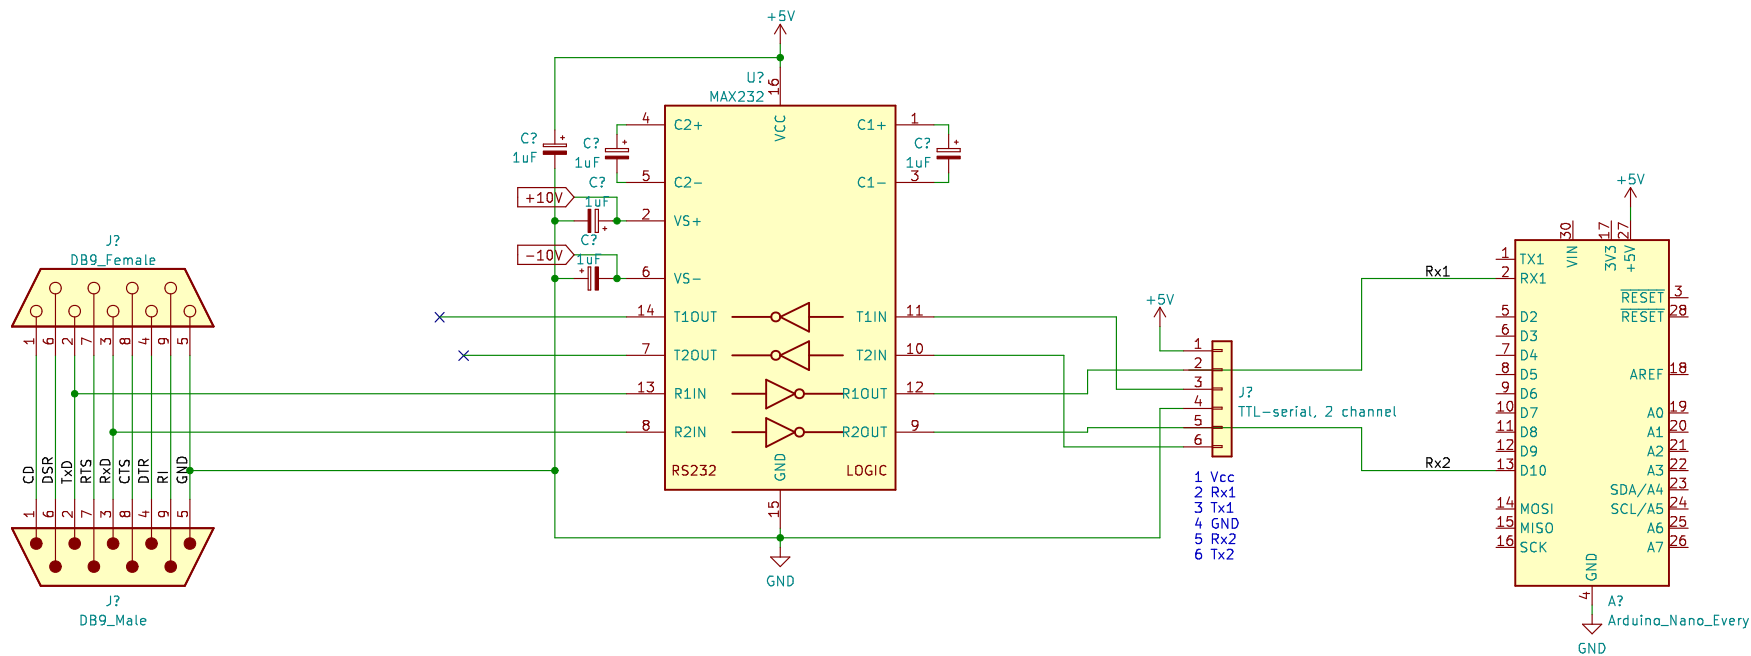 +5V
U?
MAX232
16
VCC
4
C2+
C1+
1
C?
1uF
C?
1uF
C?
1uF
5
C2-
C1-
3
C?
1uF
+10V
2
VS+
C?
1uF
-10V
6
VS-
14
T1OUT
T1IN
11
7
T2OUT
T2IN
10
13
R1IN
R1OUT
12
8
R2IN
R2OUT
9
RS232
GND
LOGIC
15
GND
J?
DB9_Female
1
6
2
7
3
8
4
9
5
CD
DSR
TxD
RTS
RxD
CTS
DTR
RI
GND
1
6
2
7
3
8
4
9
5
J?
DB9_Male
+5V
1
2
3
4
5
6
J?
TTL-serial, 2 channel
1 Vcc
2 Rx1
3 Tx1
4 GND
5 Rx2
6 Tx2
Rx1
Rx2
+5V
30
17
27
VIN
3V3
+5V
1
TX1
2
RX1
RESET
3
5
D2
RESET
28
6
D3
7
D4
8
D5
AREF
18
9
D6
10
D7
A0
19
11
D8
A1
20
12
D9
A2
21
13
D10
A3
22
SDA/A4
23
14
MOSI
SCL/A5
24
15
MISO
A6
25
16
SCK
A7
26
GND
4
A?
Arduino_Nano_Every
GND